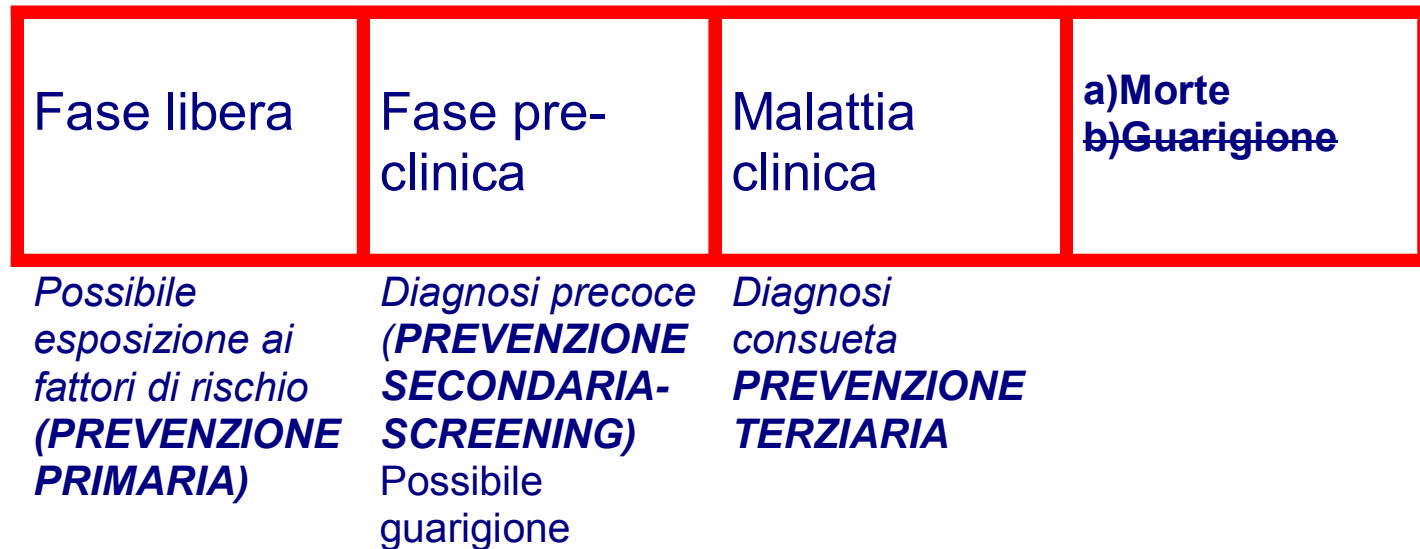 Fase libera
Fase pre-
clinica
Malattia
clinica
a)Morte
b)Guarigione
Possibile
esposizione ai
fattori di rischio
(PREVENZIONE
PRIMARIA)
Diagnosi precoce
(PREVENZIONE
SECONDARIA-
SCREENING)
Possibile
guarigione
Diagnosi
consueta
PREVENZIONE
TERZIARIA